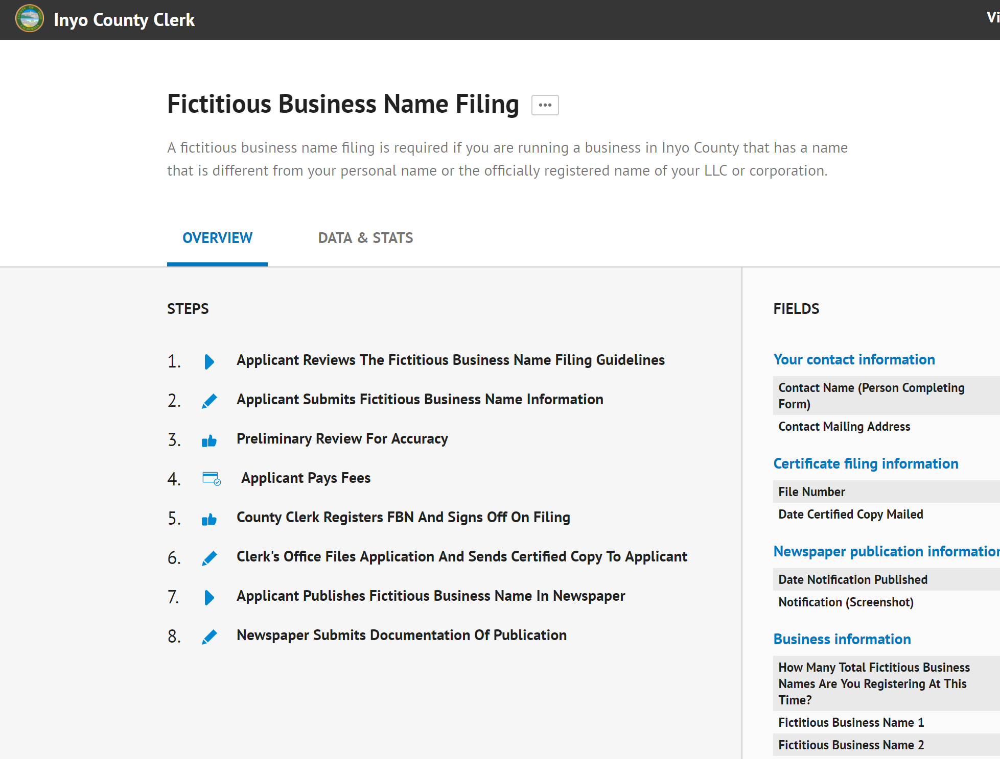 Inyo County Clerk
Fictitious Business Name Filing
A fictitious business name filing is required if you are running a business in Inyo County that has a name
that is different from your personal name or the officially registered name of your LLC or corporation.
OVERVIEW
DATA & STATS
STEPS
1. Applicant Reviews The Fictitious Business Name Filing Guidelines
2. Applicant Submits Fictitious Business Name Information
3. Preliminary Review For Accuracy
4. Applicant Pays Fees
5. County Clerk Registers FBN And Signs Off On Filing
6. Clerk's Office Files Application And Sends Certified Copy To Applicant
7. Applicant Publishes Fictitious Business Name In Newspaper
8. Newspaper Submits Documentation Of Publication
FIELDS
Your contact information
Contact Name (Person Completing
Form)
Contact Mailing Address
Certificate filing information
File Number
Date Certified Copy Mailed
Newspaper publication information
Date Notification Published
Notification (Screenshot)
Business information
How Many Total Fictitious Business
Names Are You Registering At This
Time?
Fictitious Business Name 1
Fictitious Business Name 2